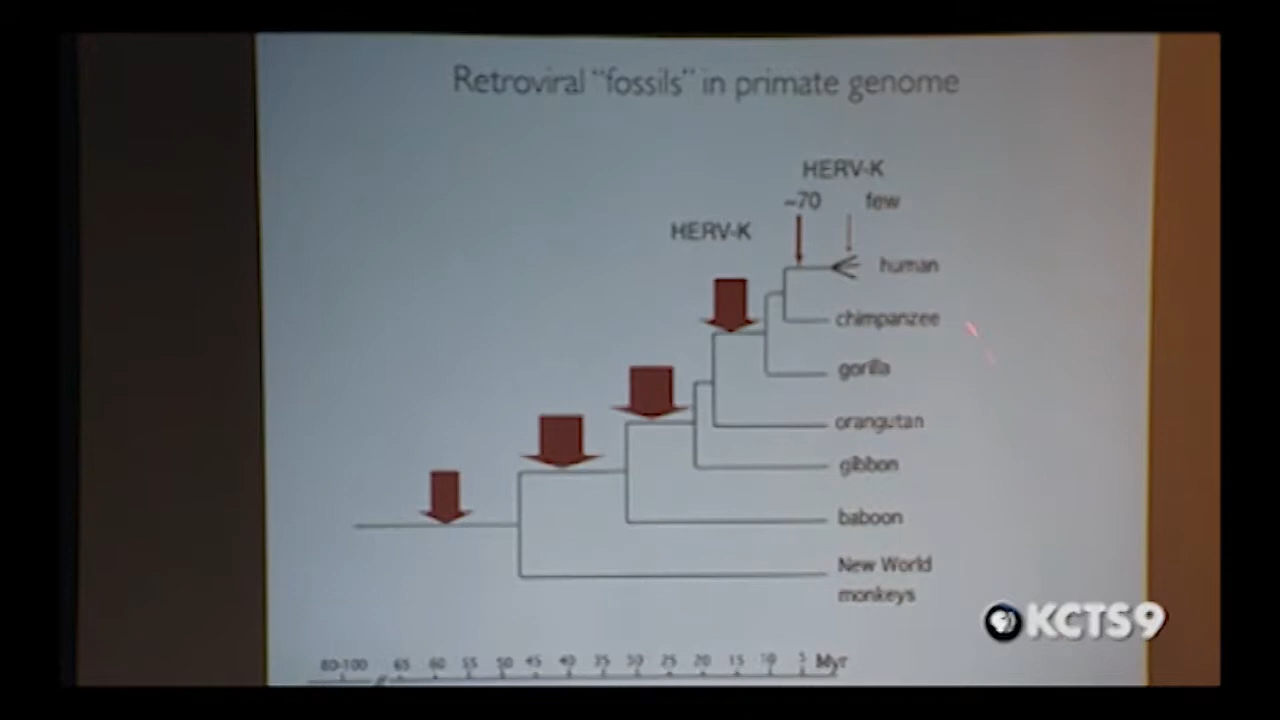 Retroviral "fossils" in primate genome
HERV-K
~70 few
HERV-K
human
chimpanzee
gorilla
orangutan
gibbon
baboon
New World
monkeys
KCTS9
80-100 65 60 55 50 45 40 35 30 25 20 15 10 5 Myr